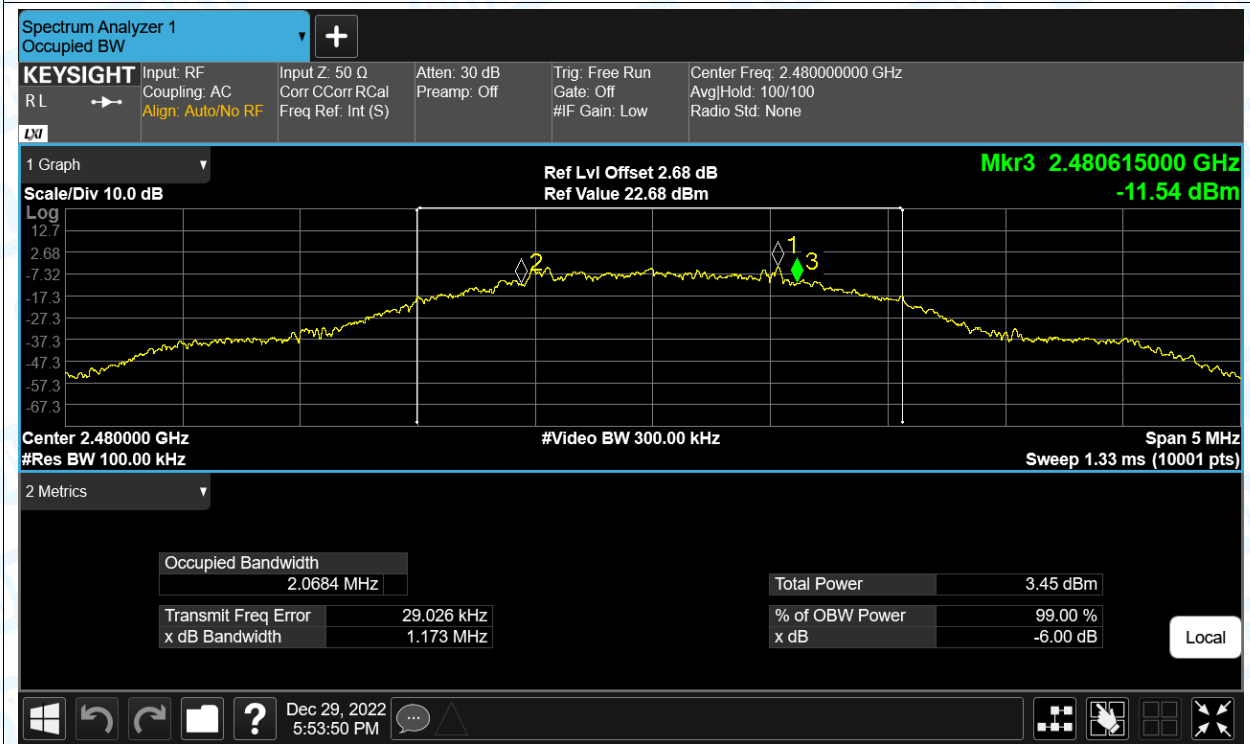 Spectrum Analyzer 1
Occupied BW
KEYSIGHT
R L
LXI
Input: RF
Coupling: AC
Align: Auto/No RF
Input Z: 50 Ω
Corr CCorr RCal
Freq Ref: Int (S)
Atten: 30 dB
Preamp: Off
Trig: Free Run
Gate: Off
#IF Gain: Low
Center Freq: 2.480000000 GHz
Avg|Hold: 100/100
Radio Std: None
1 Graph
Scale/Div 10.0 dB
Ref Lvl Offset 2.68 dB
Ref Value 22.68 dBm
Mkr3 2.480615000 GHz
-11.54 dBm
Log
12.7
2.68
-7.32
-17.3
-27.3
-37.3
-47.3
-57.3
-67.3
2
1
3
Center 2.480000 GHz
#Res BW 100.00 kHz
#Video BW 300.00 kHz
Span 5 MHz
Sweep 1.33 ms (10001 pts)
2 Metrics
Occupied Bandwidth
2.0684 MHz
Transmit Freq Error 29.026 kHz
x dB Bandwidth 1.173 MHz
Total Power 3.45 dBm
% of OBW Power 99.00 %
x dB -6.00 dB
Local
?
Dec 29, 2022
5:53:50 PM